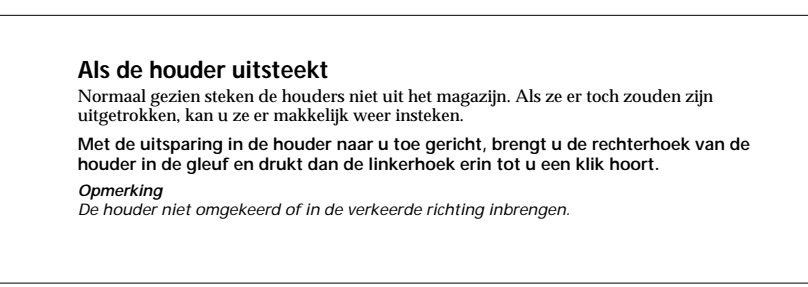 Als de houder uitsteekt
Normaal gezien steken de houders niet uit het magazijn. Als ze er toch zouden zijn
uitgetrokken, kan u ze er makkelijk weer insteken.
Met de uitsparing in de houder naar u toe gericht, brengt u de rechterhoek van de
houder in de gleuf en drukt dan de linkerhoek erin tot u een klik hoort.
Opmerking
De houder niet omgekeerd of in de verkeerde richting inbrengen.